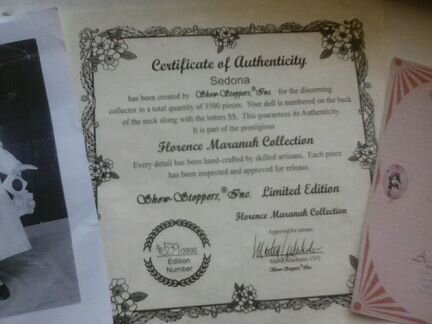 Certificate of Authenticity
Sedona
has been created by Show-Stoppers,® Inc. for the discerning
collector in a total quantity of 3500 pieces. Your doll is numbered on the back
of the neck along with the letters SS. This guarantees its Authenticity.
It is part of the prestigious
Florence Maranuk Collection
Every detail has been hand-crafted by skilled artisans. Each piece
has been inspected and approved for release.
Show-Stoppers,® Inc. Limited Edition
Florence Maranuk Collection
Approved for release:
/3500
Edition
Number
CEO
Show-Stoppers,® Inc